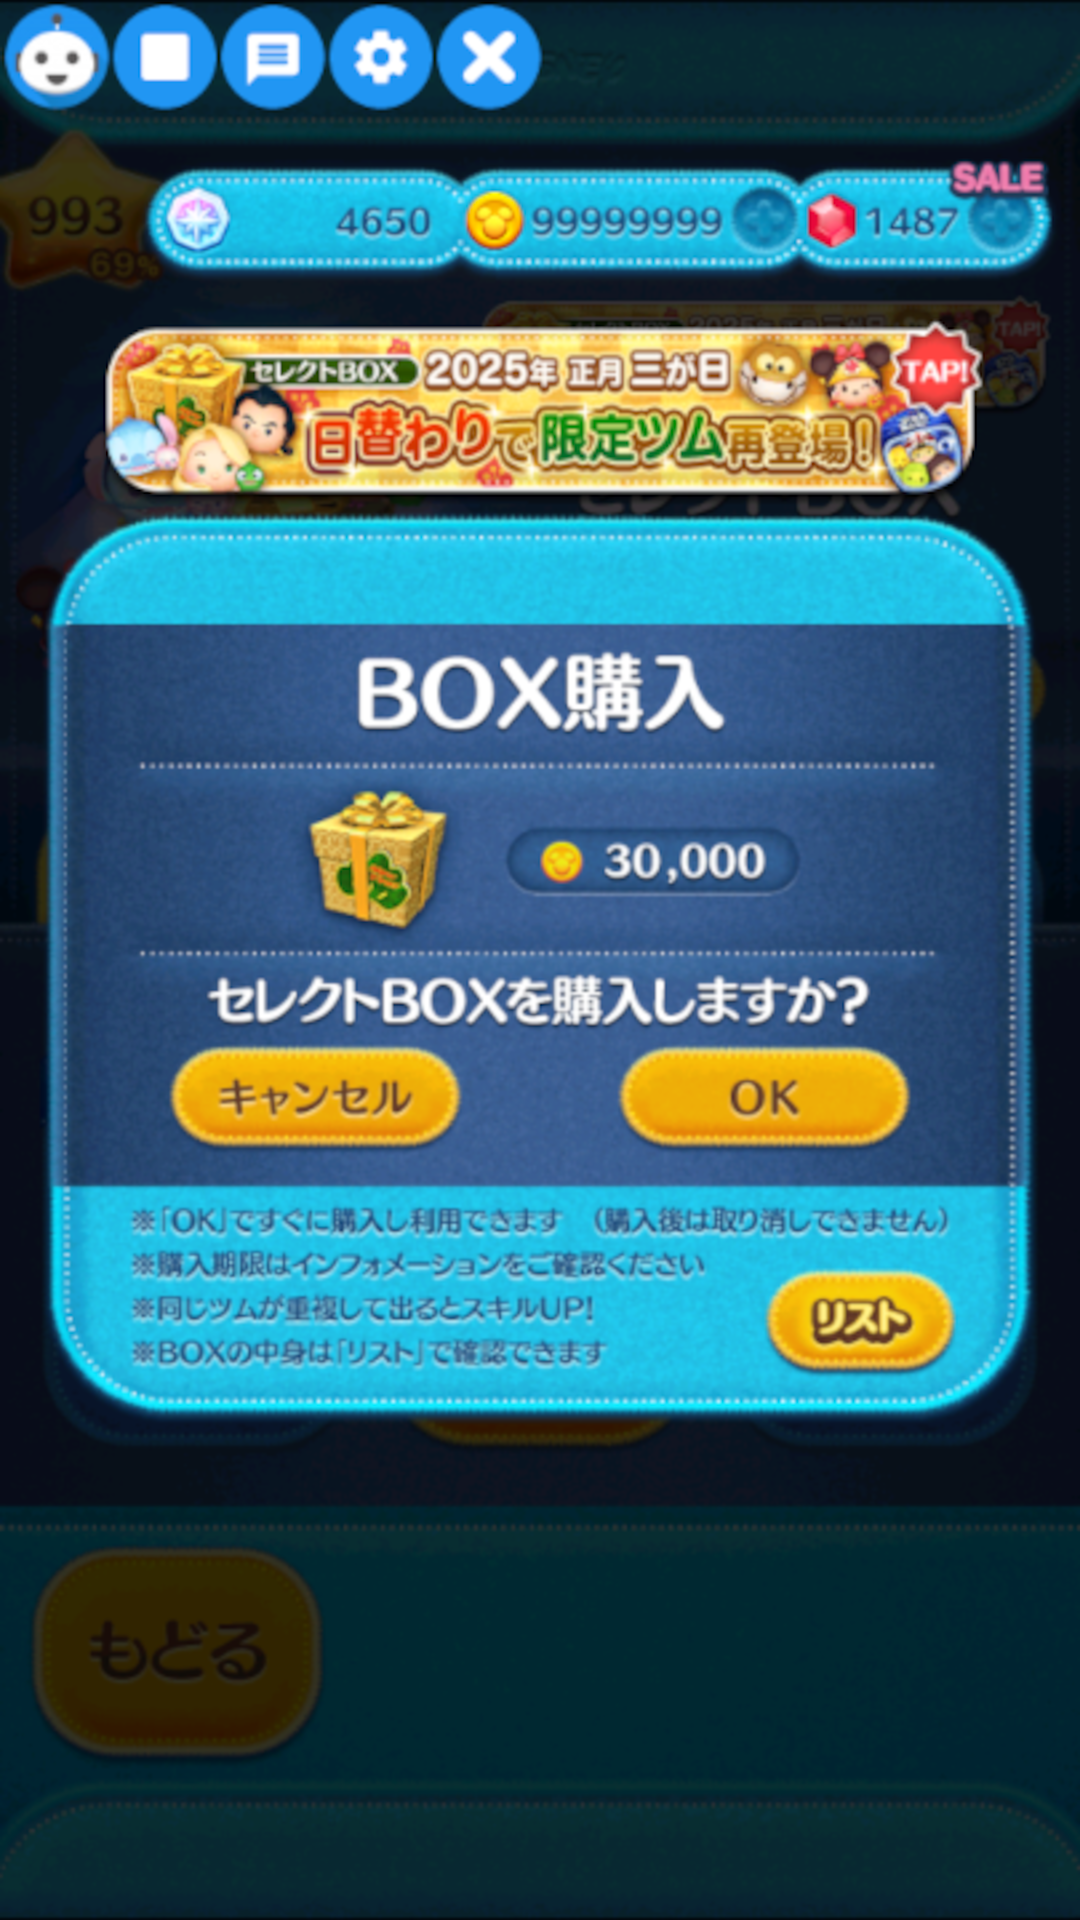 SALE
993
4650
99999999
1487
69%
セレクトBOX 2025年 正月 三が日
TAP!
日替わりで限定ツム再登場!
セレクトBOX
BOX購入
30,000
セレクトBOXを購入しますか?
キャンセル
OK
※「OK」ですぐに購入し利用できます (購入後は取り消しできません)
※購入期限はインフォメーションをご確認ください
※同じツムが重複して出るとスキルUP!
※BOXの中身は「リスト」で確認できます
リスト
もどる